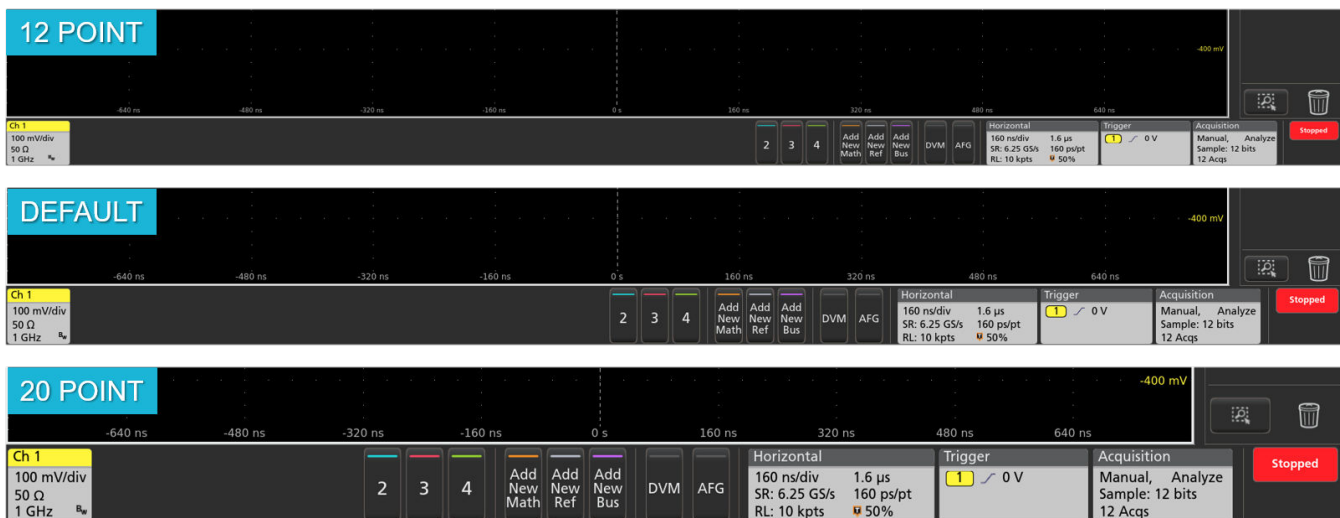 12 POINT
-400 mV
-640 ns -480 ns -320 ns -160 ns 0 s 160 ns 320 ns 480 ns 640 ns
Ch 1 Horizontal Trigger Acquisition Stopped
100 mV/div 160 ns/div 1.6 µs 1 0 V Manual, Analyze
50 Ω 2 3 4 Add New Math Add New Ref Add New Bus DVM AFG SR: 6.25 GS/s 160 ps/pt Sample: 12 bits
1 GHz Bw RL: 10 kpts 50% 12 Acqs
DEFAULT
-400 mV
-640 ns -480 ns -320 ns -160 ns 0 s 160 ns 320 ns 480 ns 640 ns
Ch 1 Horizontal Trigger Acquisition Stopped
100 mV/div 160 ns/div 1.6 µs 1 0 V Manual, Analyze
50 Ω 2 3 4 Add New Math Add New Ref Add New Bus DVM AFG SR: 6.25 GS/s 160 ps/pt Sample: 12 bits
1 GHz Bw RL: 10 kpts 50% 12 Acqs
20 POINT
-400 mV
-640 ns -480 ns -320 ns -160 ns 0 s 160 ns 320 ns 480 ns 640 ns
Ch 1 Horizontal Trigger Acquisition Stopped
100 mV/div 160 ns/div 1.6 µs 1 0 V Manual, Analyze
50 Ω 2 3 4 Add New Math Add New Ref Add New Bus DVM AFG SR: 6.25 GS/s 160 ps/pt Sample: 12 bits
1 GHz Bw RL: 10 kpts 50% 12 Acqs